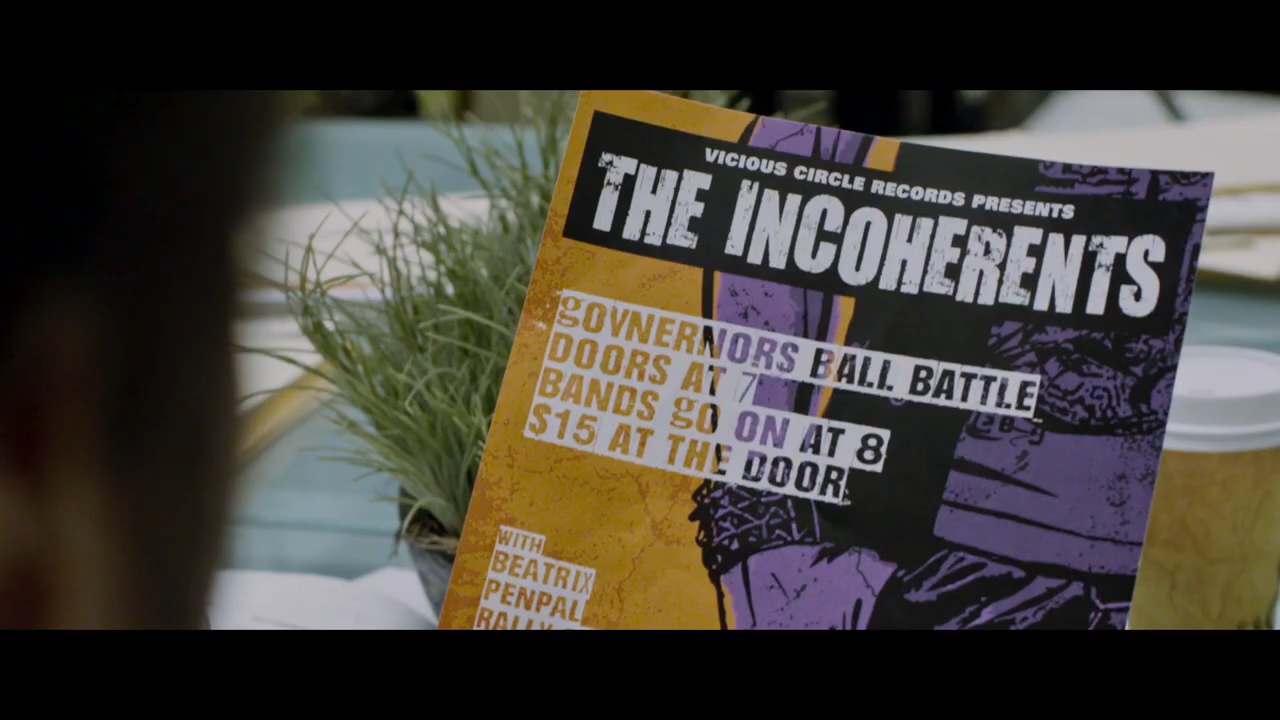 VICIOUS CIRCLE RECORDS PRESENTS
THE INCOHERENTS
gOVNERNORS BALL BATTLE
DOORS AT 7
BANDS gO ON AT 8
$15 AT THE DOOR
WITH
BEATRIX
PENPAL
RALLY